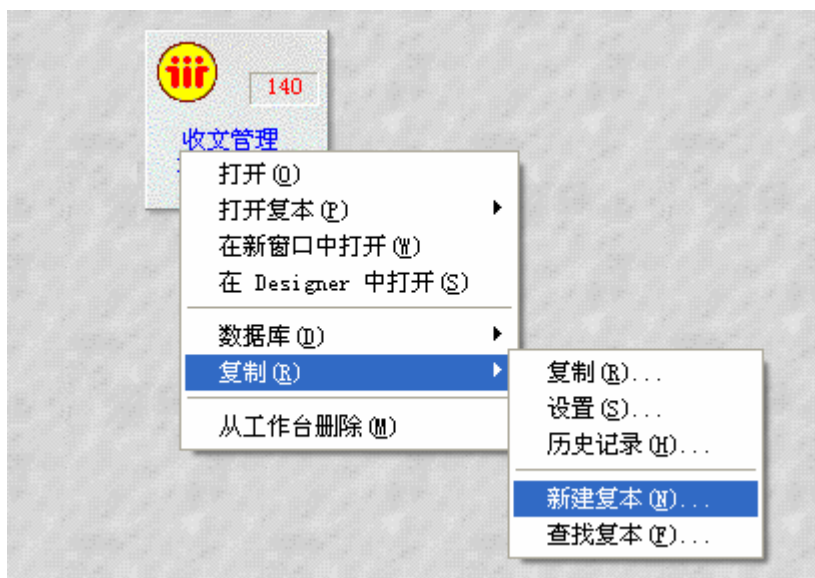 140
收文管理
打开(O)
打开复本(P)
在新窗口中打开(W)
在 Designer 中打开(S)
数据库(D)
复制(R)
从工作台删除(M)
复制(R)...
设置(S)...
历史记录(H)...
新建复本(N)...
查找复本(F)...